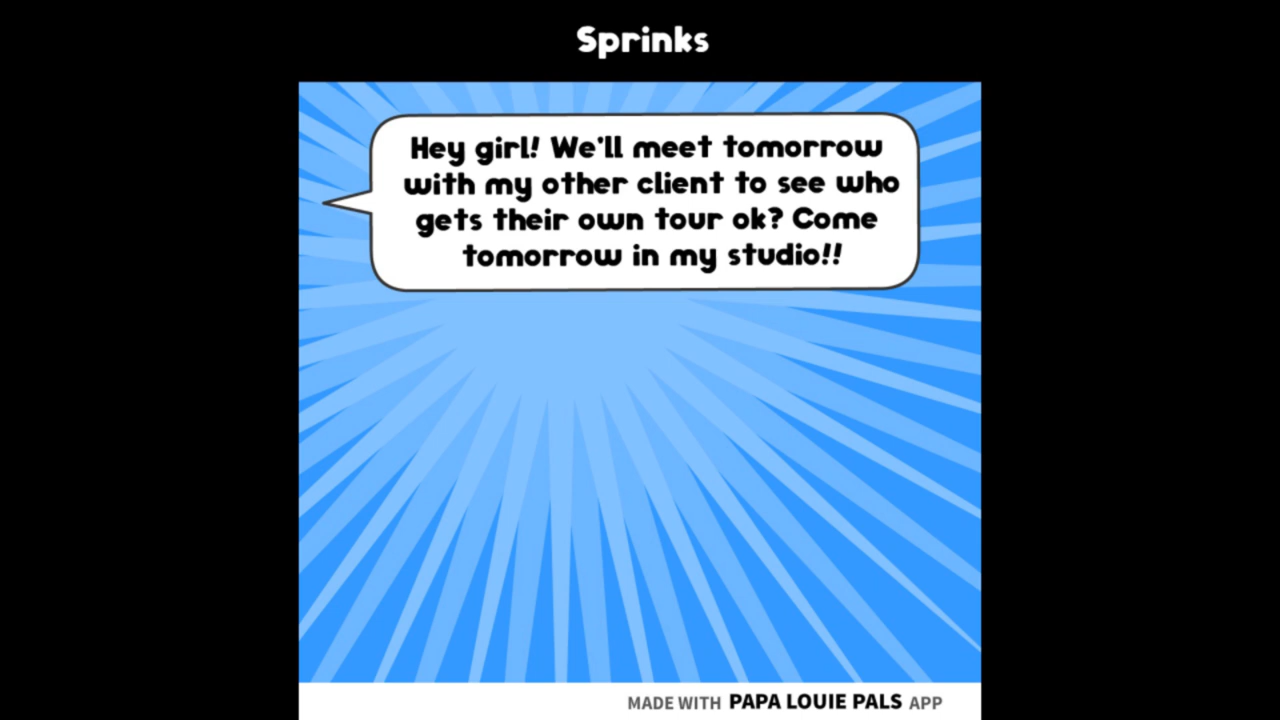 Sprinks
Hey girl! We'll meet tomorrow
with my other client to see who
gets their own tour ok? Come
tomorrow in my studio!!
MADE WITH PAPA LOUIE PALS APP